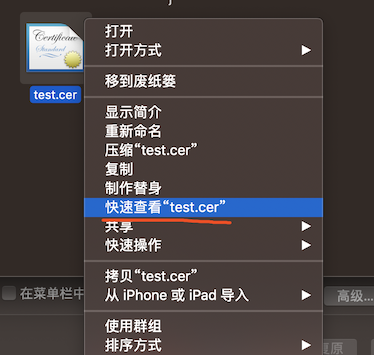 Certificate
Standard
test.cer
打开
打开方式
移到废纸篓
显示简介
重新命名
压缩“test.cer”
复制
制作替身
快速查看“test.cer”
共享
快速操作
拷贝“test.cer”
从 iPhone 或 iPad 导入
使用群组
排序方式
在菜单栏中
高级...
复原